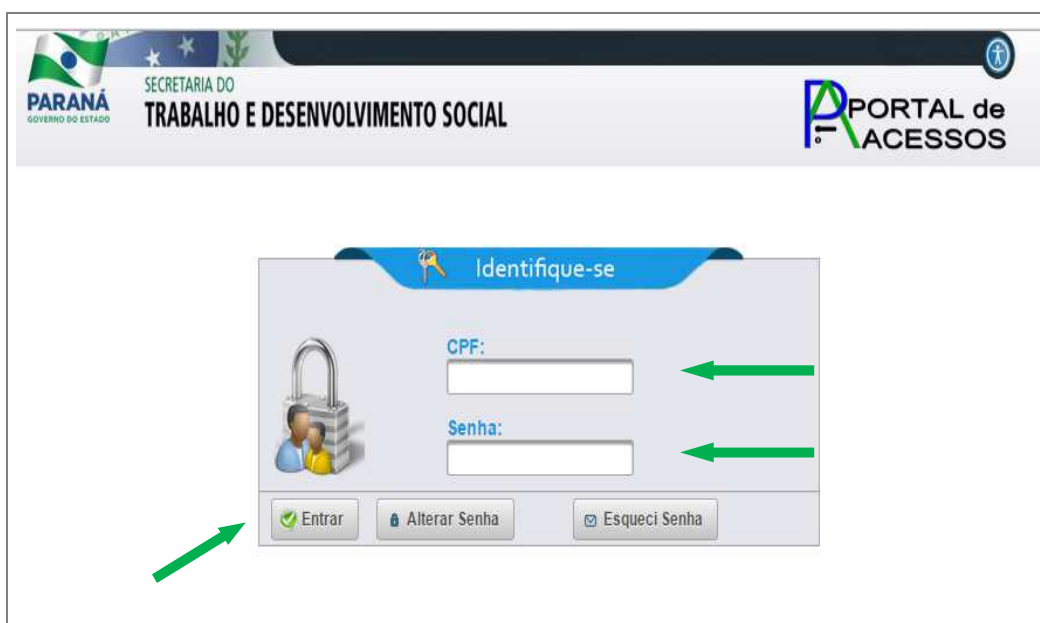 PARANÁ
GOVERNO DO ESTADO
SECRETARIA DO
TRABALHO E DESENVOLVIMENTO SOCIAL
PORTAL de
ACESSOS
Identifique-se
CPF:
Senha:
Entrar
Alterar Senha
Esqueci Senha